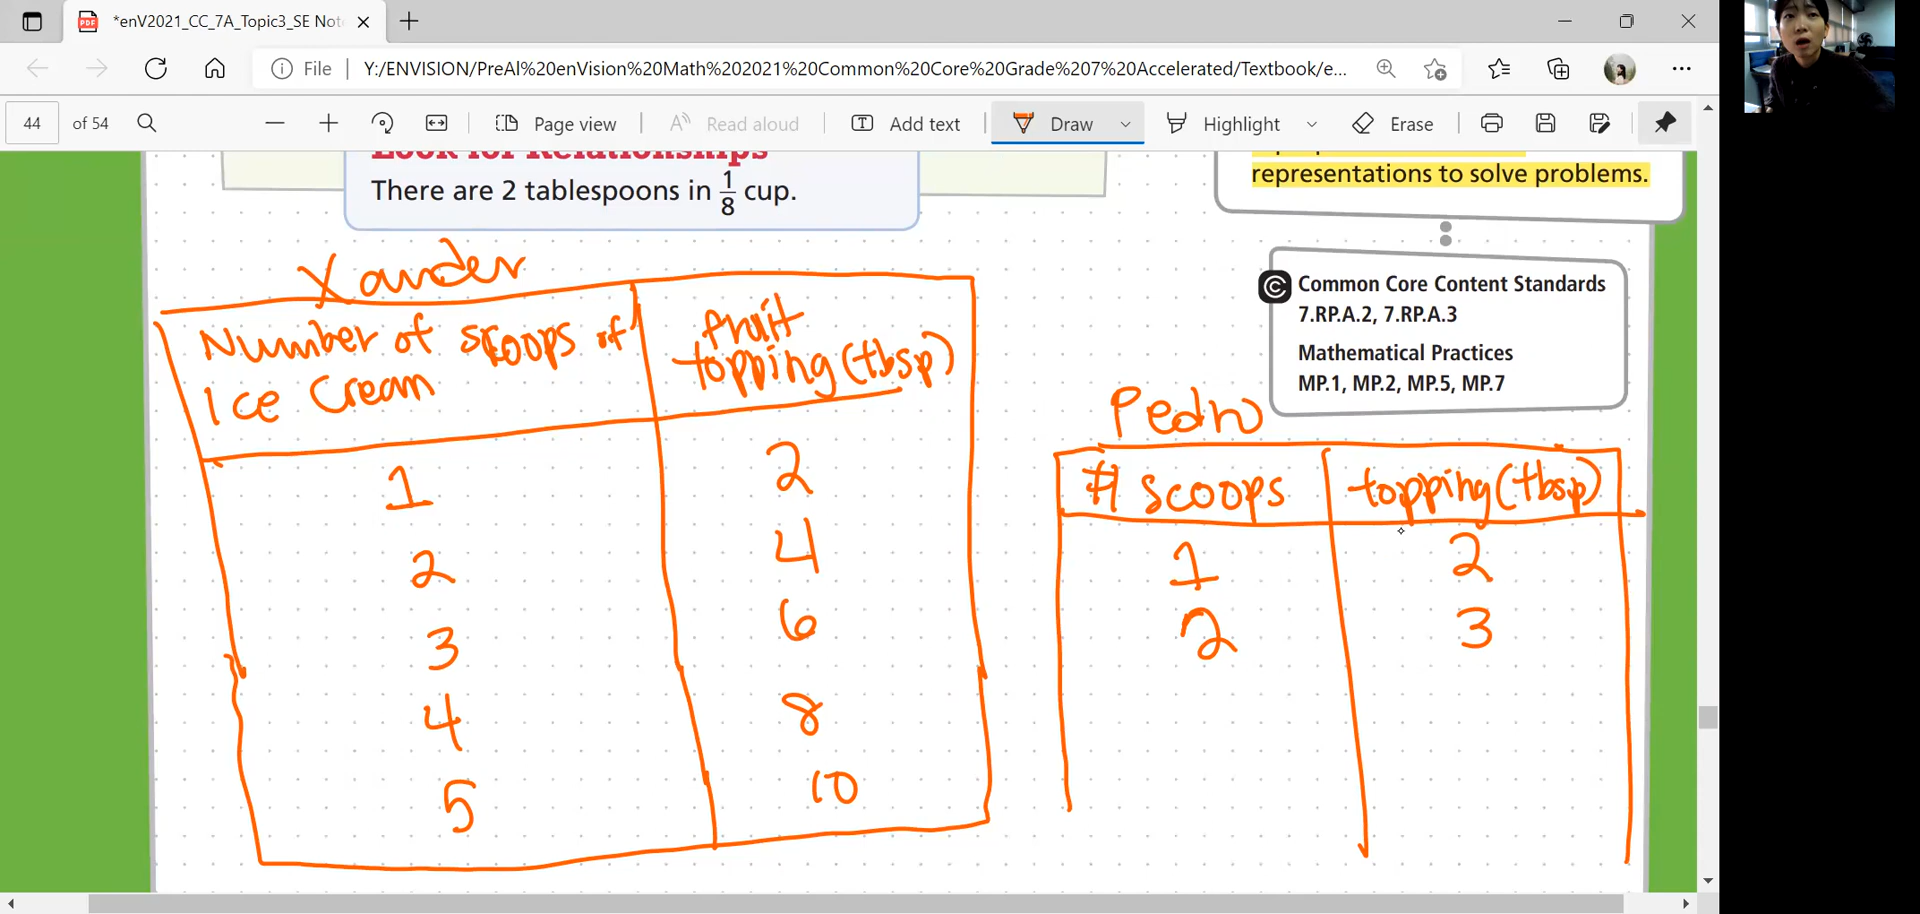 *enV2021_CC_7A_Topic3_SE Not
File
Y:/ENVISION/PreAl%20enVision%20Math%202021%20Common%20Core%20Grade%207%20Accelerated/Textbook/e...
44 of 54
Page view
Read aloud
Add text
Draw
Highlight
Erase
Look for Relationships
There are 2 tablespoons in 1/8 cup.
representations to solve problems.
Common Core Content Standards
7.RP.A.2, 7.RP.A.3
Mathematical Practices
MP.1, MP.2, MP.5, MP.7
Xander
Number of scoops of Ice Cream
fruit topping (tbsp)
1 2
2 4
3 6
4 8
5 10
Pedro
# scoops topping (tbsp)
1 2
2 3